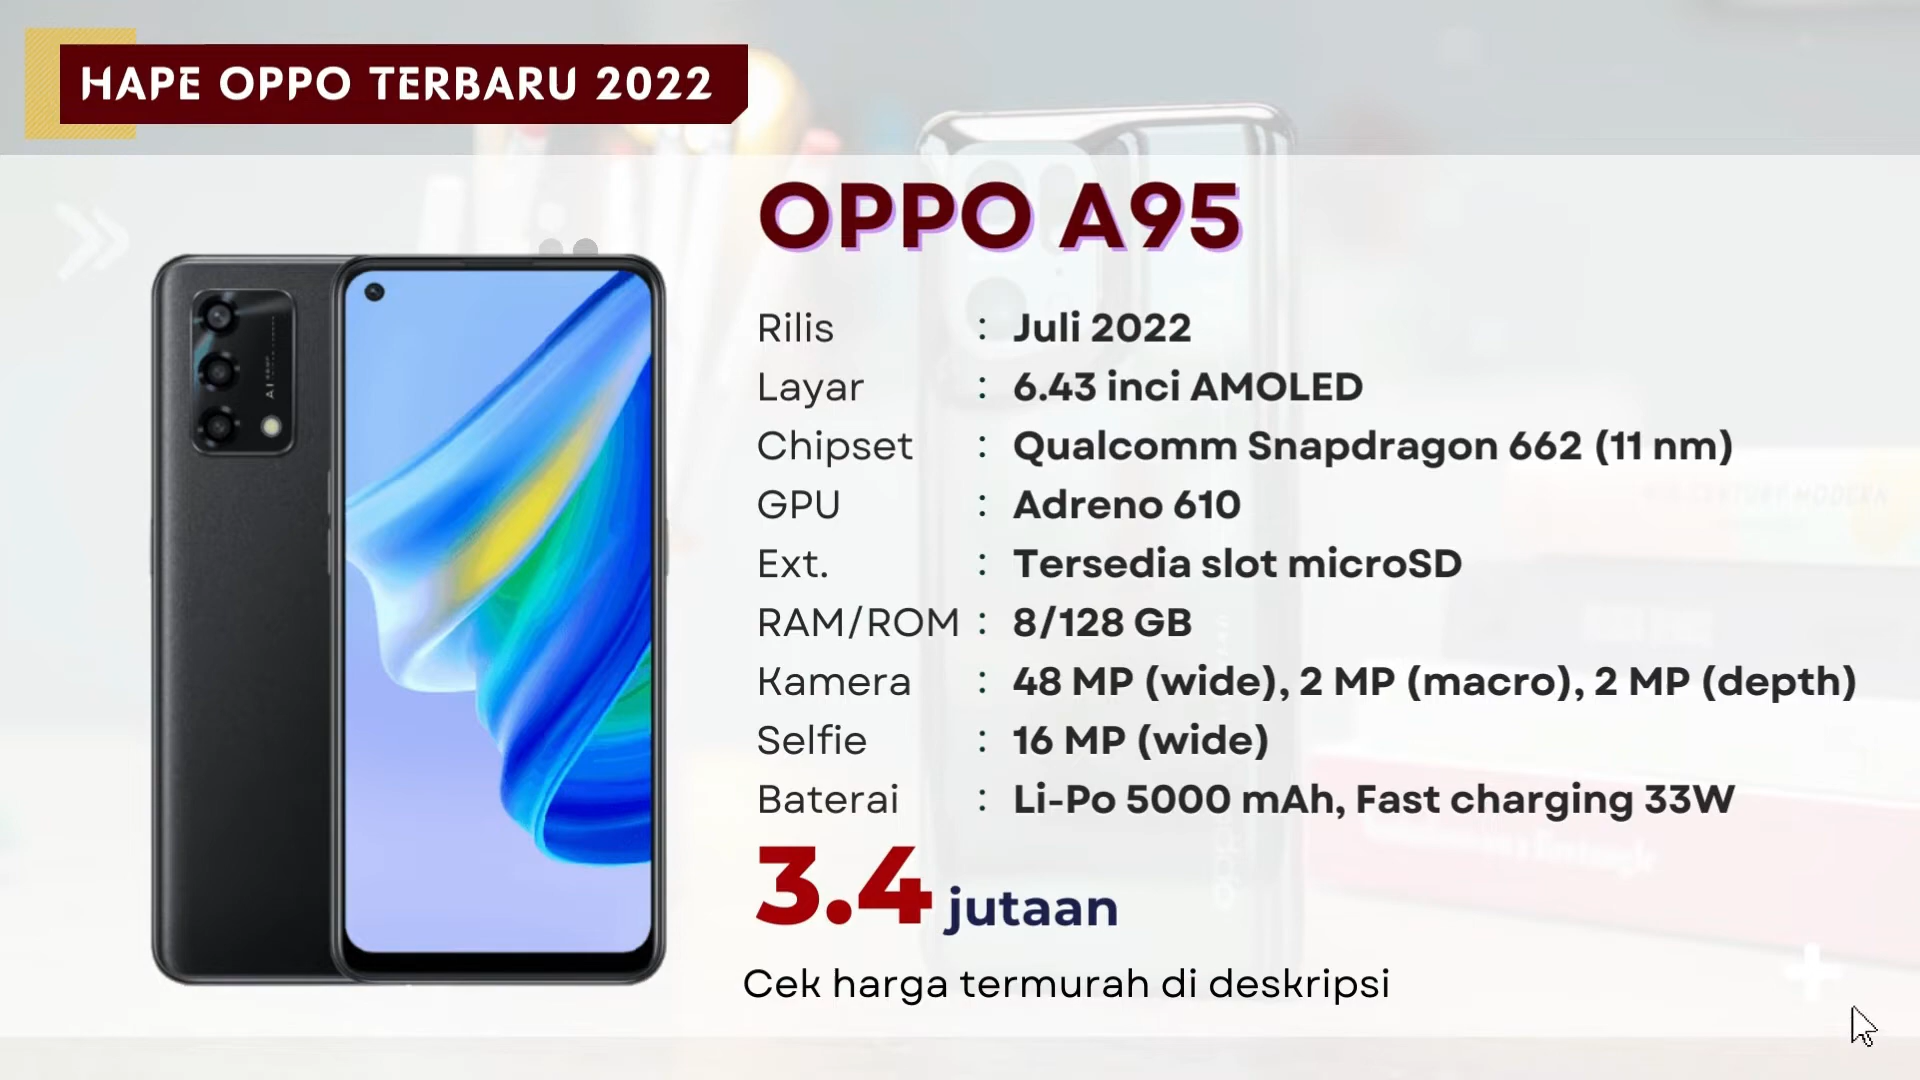 HAPE OPPO TERBARU 2022
OPPO A95
Rilis : Juli 2022
Layar : 6.43 inci AMOLED
Chipset : Qualcomm Snapdragon 662 (11 nm)
GPU : Adreno 610
Ext. : Tersedia slot microSD
RAM/ROM : 8/128 GB
Kamera : 48 MP (wide), 2 MP (macro), 2 MP (depth)
Selfie : 16 MP (wide)
Baterai : Li-Po 5000 mAh, Fast charging 33W
3.4 jutaan
Cek harga termurah di deskripsi